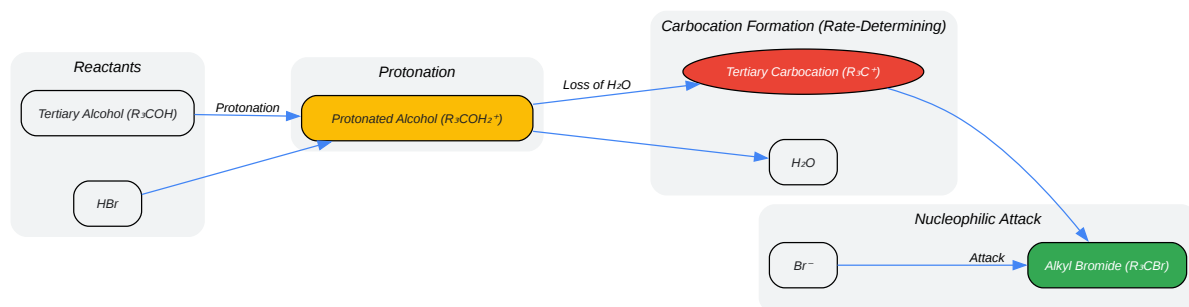 Carbocation Formation (Rate-Determining)
Reactants
Protonation
Tertiary Carbocation (R₃C⁺)
Loss of H₂O
Tertiary Alcohol (R₃COH)
Protonation
Protonated Alcohol (R₃COH₂⁺)
H₂O
HBr
Nucleophilic Attack
Br⁻
Attack
Alkyl Bromide (R₃CBr)